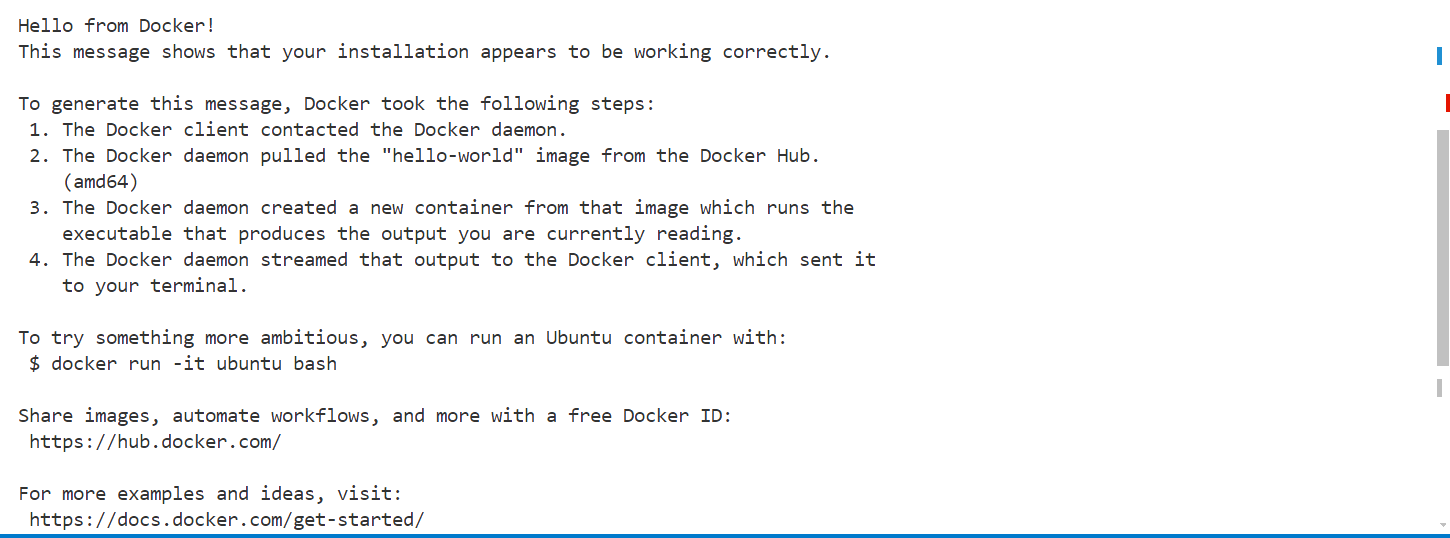 Hello from Docker!
This message shows that your installation appears to be working correctly.
To generate this message, Docker took the following steps:
1. The Docker client contacted the Docker daemon.
2. The Docker daemon pulled the "hello-world" image from the Docker Hub.
(amd64)
3. The Docker daemon created a new container from that image which runs the
executable that produces the output you are currently reading.
4. The Docker daemon streamed that output to the Docker client, which sent it
to your terminal.
To try something more ambitious, you can run an Ubuntu container with:
$ docker run -it ubuntu bash
Share images, automate workflows, and more with a free Docker ID:
https://hub.docker.com/
For more examples and ideas, visit:
https://docs.docker.com/get-started/